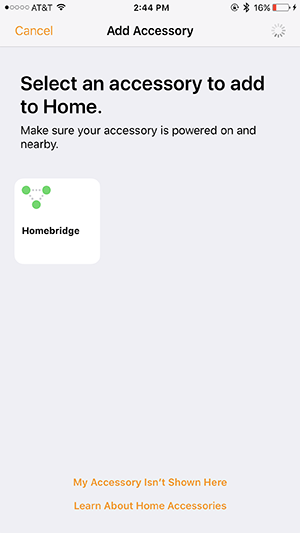 AT&T 2:44 PM 16%
Cancel Add Accessory
Select an accessory to add
to Home.
Make sure your accessory is powered on and
nearby.
Homebridge
My Accessory Isn't Shown Here
Learn About Home Accessories